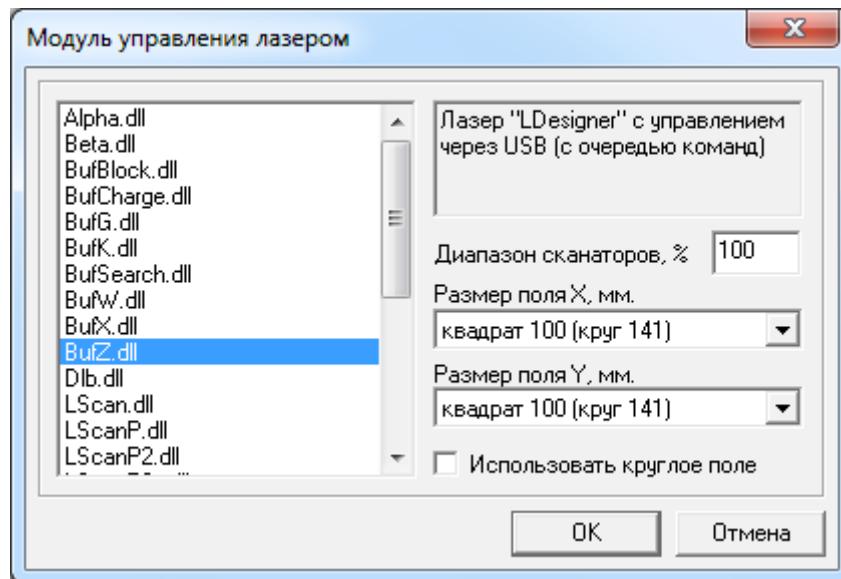 Модуль управления лазером
Alpha.dll
Beta.dll
BufBlock.dll
BufCharge.dll
BufG.dll
BufK.dll
BufSearch.dll
BufW.dll
BufX.dll
BufZ.dll
Dlb.dll
LScan.dll
LScanP.dll
LScanP2.dll
Лазер "LDesigner" с управлением
через USB (с очередью команд)
Диапазон сканаторов, % 100
Размер поля X, мм.
квадрат 100 (круг 141)
Размер поля Y, мм.
квадрат 100 (круг 141)
Использовать круглое поле
OK Отмена